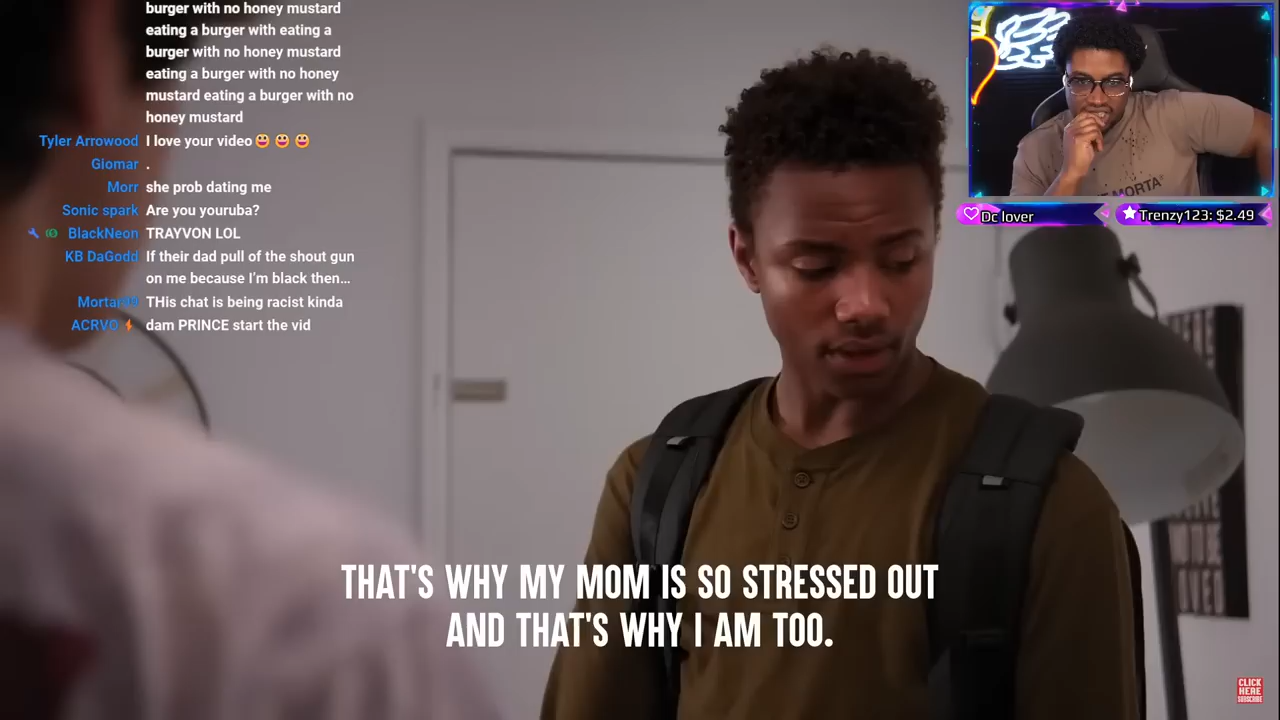 burger with no honey mustard
eating a burger with eating a
burger with no honey mustard
eating a burger with no honey
mustard eating a burger with no
honey mustard
Tyler Arrowood I love your video😃 😃 😃
Giomar .
Morr she prob dating me
Sonic spark Are you youruba?
BlackNeon TRAYVON LOL
KB DaGodd If their dad pull of the shout gun
on me because I'm black then…
THis chat is being racist kinda
ACRVO dam PRINCE start the vid
Dc lover
Trenzy123: $2.49
THAT'S WHY MY MOM IS SO STRESSED OUT
AND THAT'S WHY I AM TOO.
CLICK
HERE
SUBSCRIBE